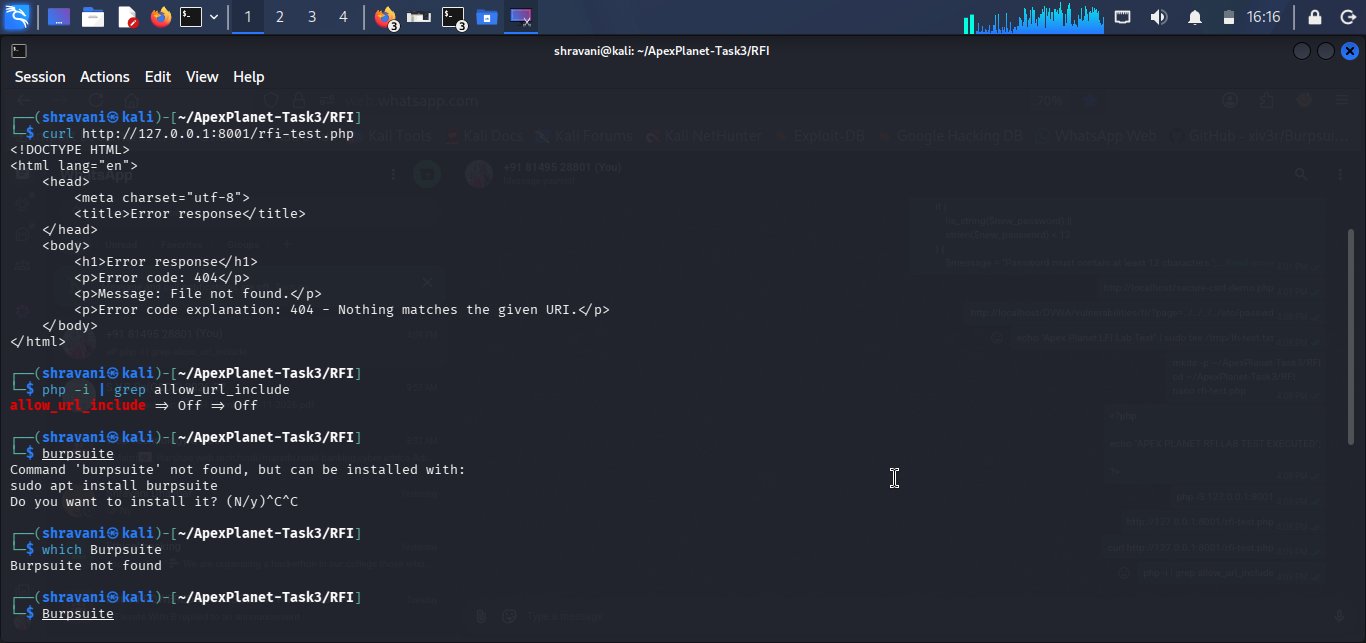 1 2 3 4 3 3 16:16
shravani@kali: ~/ApexPlanet-Task3/RFI
Session Actions Edit View Help
┌──(shravani㉿kali)-[~/ApexPlanet-Task3/RFI]
└─$ curl http://127.0.0.1:8001/rfi-test.php
<!DOCTYPE HTML>
<html lang="en">
    <head>
        <meta charset="utf-8">
        <title>Error response</title>
    </head>
    <body>
        <h1>Error response</h1>
        <p>Error code: 404</p>
        <p>Message: File not found.</p>
        <p>Error code explanation: 404 - Nothing matches the given URI.</p>
    </body>
</html>
┌──(shravani㉿kali)-[~/ApexPlanet-Task3/RFI]
└─$ php -i | grep allow_url_include
allow_url_include => Off => Off
┌──(shravani㉿kali)-[~/ApexPlanet-Task3/RFI]
└─$ burpsuite
Command 'burpsuite' not found, but can be installed with:
sudo apt install burpsuite
Do you want to install it? (N/y)^C^C
┌──(shravani㉿kali)-[~/ApexPlanet-Task3/RFI]
└─$ which Burpsuite
Burpsuite not found
┌──(shravani㉿kali)-[~/ApexPlanet-Task3/RFI]
└─$ Burpsuite